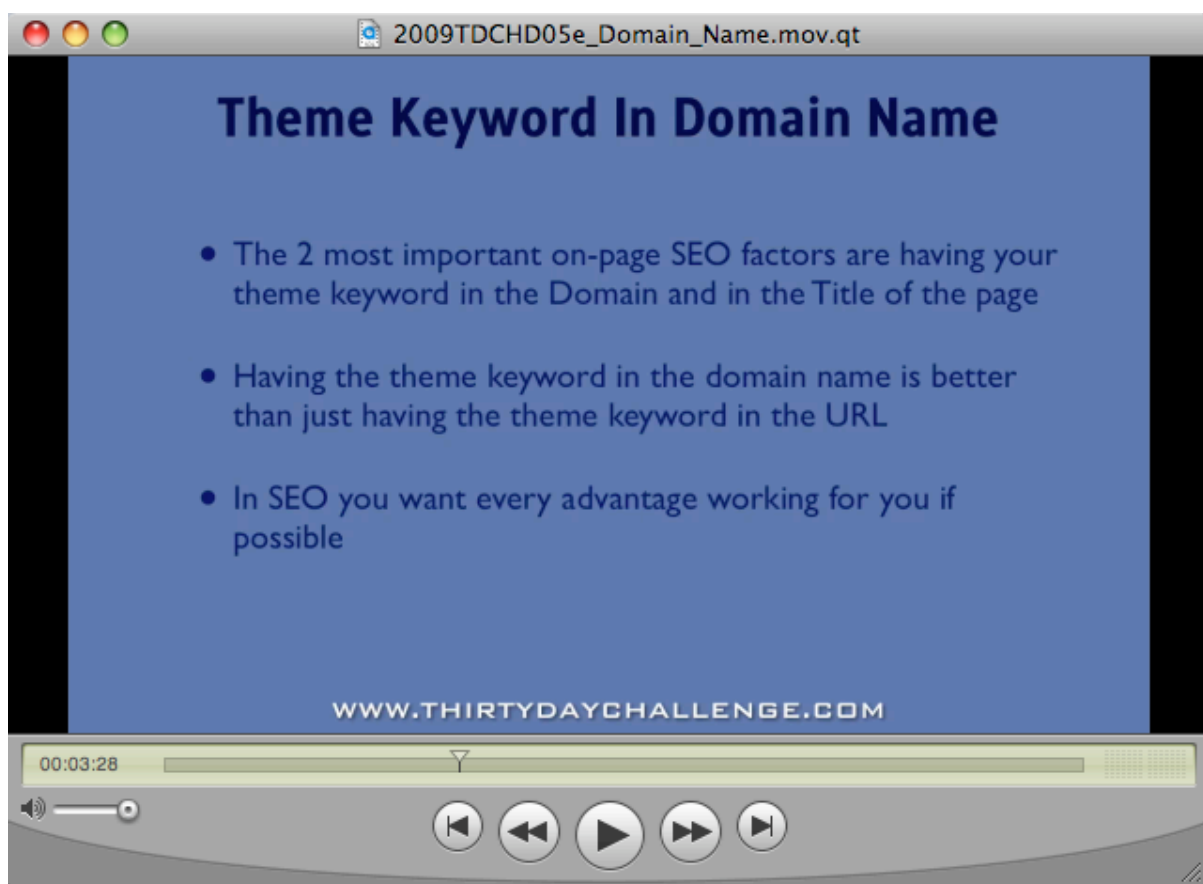 2009TDCHD05e_Domain_Name.mov.qt
Theme Keyword In Domain Name
• The 2 most important on-page SEO factors are having your
theme keyword in the Domain and in the Title of the page
• Having the theme keyword in the domain name is better
than just having the theme keyword in the URL
• In SEO you want every advantage working for you if
possible
WWW.THIRTYDAYCHALLENGE.COM
00:03:28